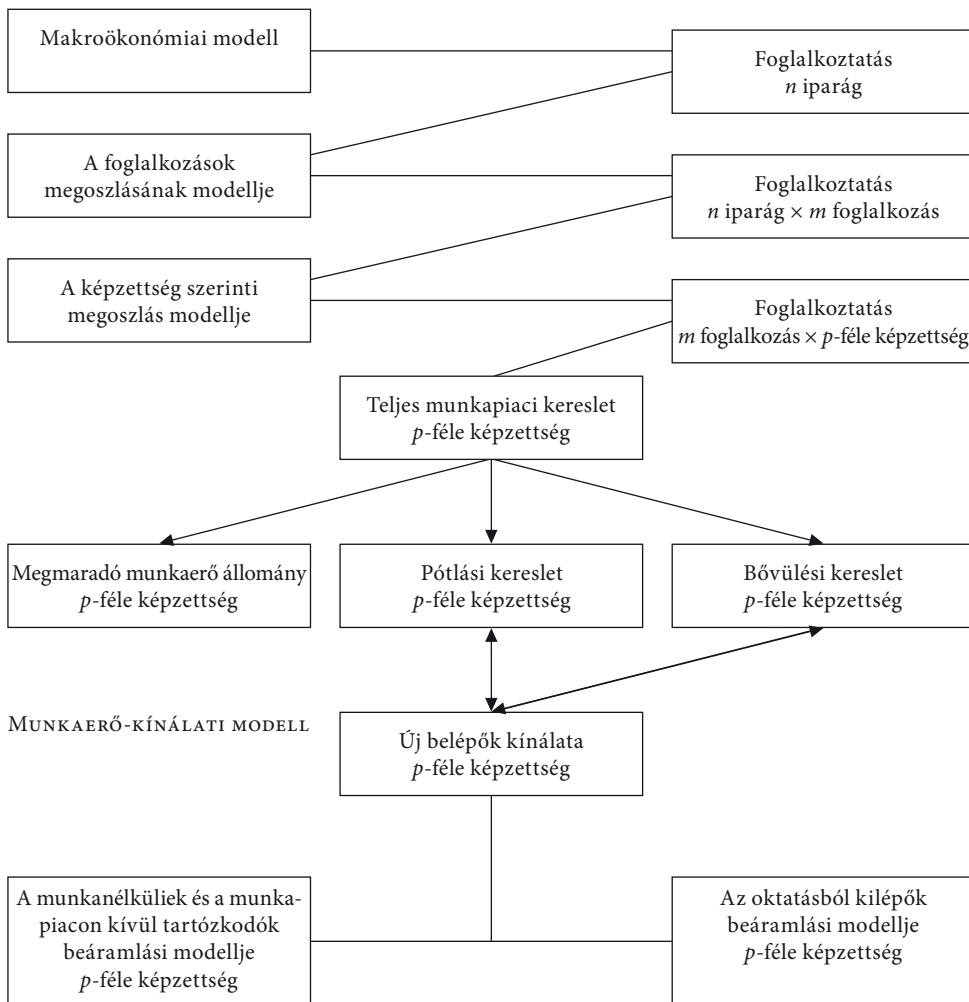 Makroökonómiai modell
Foglalkoztatás
n iparág
A foglalkozások
megoszlásának modellje
Foglalkoztatás
n iparág × m foglalkozás
A képzettség szerinti
megoszlás modellje
Foglalkoztatás
m foglalkozás × p-féle képzettség
Teljes munkapiaci kereslet
p-féle képzettség
Megmaradó munkaerő állomány
p-féle képzettség
Pótlási kereslet
p-féle képzettség
Bővülési kereslet
p-féle képzettség
Munkaerő-kínálati modell
Új belépők kínálata
p-féle képzettség
A munkanélküliek és a munka-
piacon kívül tartózkodók
beáramlási modellje
p-féle képzettség
Az oktatásból kilépők
beáramlási modellje
p-féle képzettség